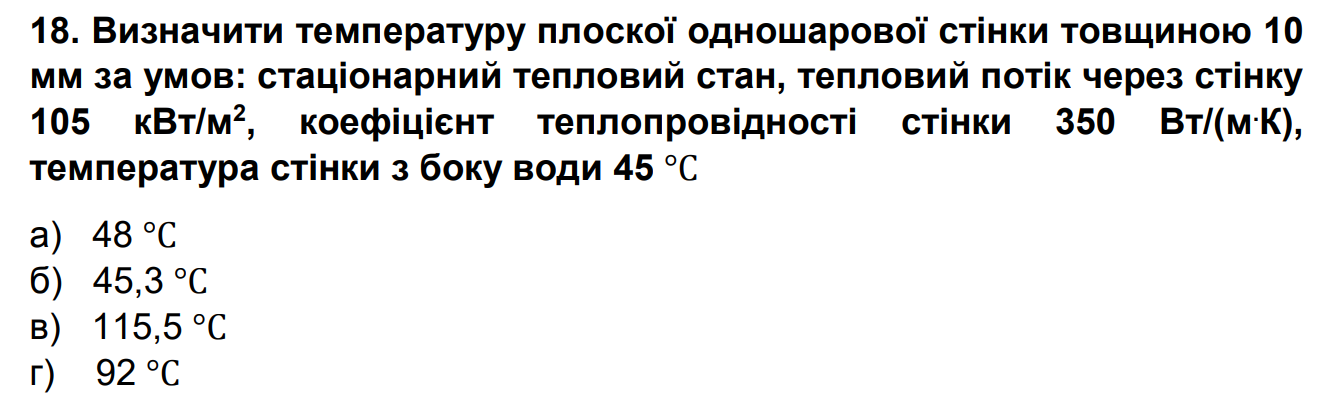 18. Визначити температуру плоскої одношарової стінки товщиною 10
мм за умов: стаціонарний тепловий стан, тепловий потік через стінку
105 кВт/м², коефіцієнт теплопровідності стінки 350 Вт/(м·К),
температура стінки з боку води 45 °C
а) 48 °C
б) 45,3 °C
в) 115,5 °C
г) 92 °C